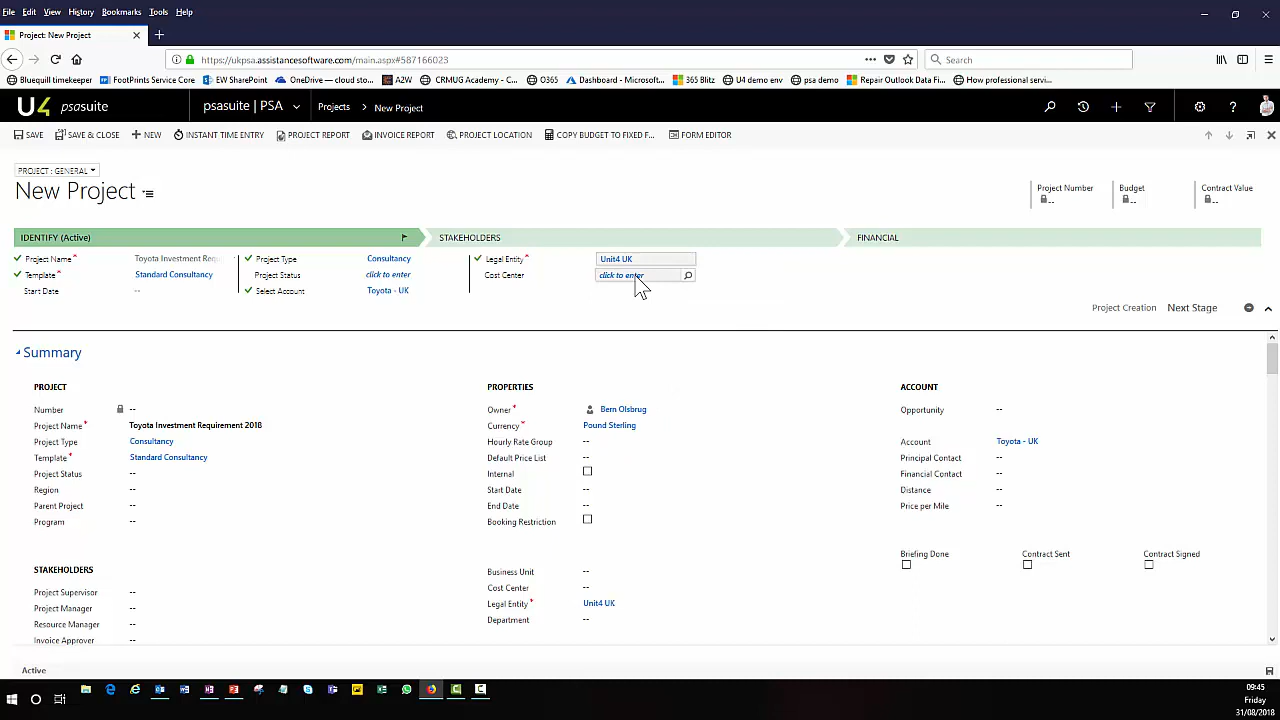 File Edit View History Bookmarks Tools Help
Project: New Project
https://ukpsa.assistancesoftware.com/main.aspx#587166023
Search
Bluequill timekeeper FootPrints Service Core EW SharePoint OneDrive — cloud sto... A2W CRMUG Academy - C... O365 Dashboard - Microsoft... 365 Blitz U4 demo env psa demo Repair Outlook Data Fi... How professional servi...
U4 psasuite psasuite | PSA Projects > New Project
SAVE SAVE & CLOSE NEW INSTANT TIME ENTRY PROJECT REPORT INVOICE REPORT PROJECT LOCATION COPY BUDGET TO FIXED F... FORM EDITOR
PROJECT : GENERAL
New Project
Project Number Budget Contract Value
-- -- --
IDENTIFY (Active) STAKEHOLDERS FINANCIAL
Project Name* Toyota Investment Requ Project Type Consultancy Legal Entity* Unit4 UK
Template* Standard Consultancy Project Status click to enter Cost Center click to enter
Start Date -- Select Account Toyota - UK
Project Creation Next Stage
Summary
PROJECT PROPERTIES ACCOUNT
Number -- Owner* Bern Olsbrug Opportunity --
Project Name* Toyota Investment Requirement 2018 Currency* Pound Sterling
Project Type Consultancy Hourly Rate Group -- Account Toyota - UK
Template* Standard Consultancy Default Price List -- Principal Contact --
Project Status -- Internal Financial Contact --
Region -- Start Date -- Distance --
Parent Project -- End Date -- Price per Mile --
Program -- Booking Restriction
Briefing Done Contract Sent Contract Signed
STAKEHOLDERS Business Unit --
Project Supervisor -- Cost Center --
Project Manager -- Legal Entity* Unit4 UK
Resource Manager -- Department --
Invoice Approver --
Active
09:45
Friday
31/08/2018